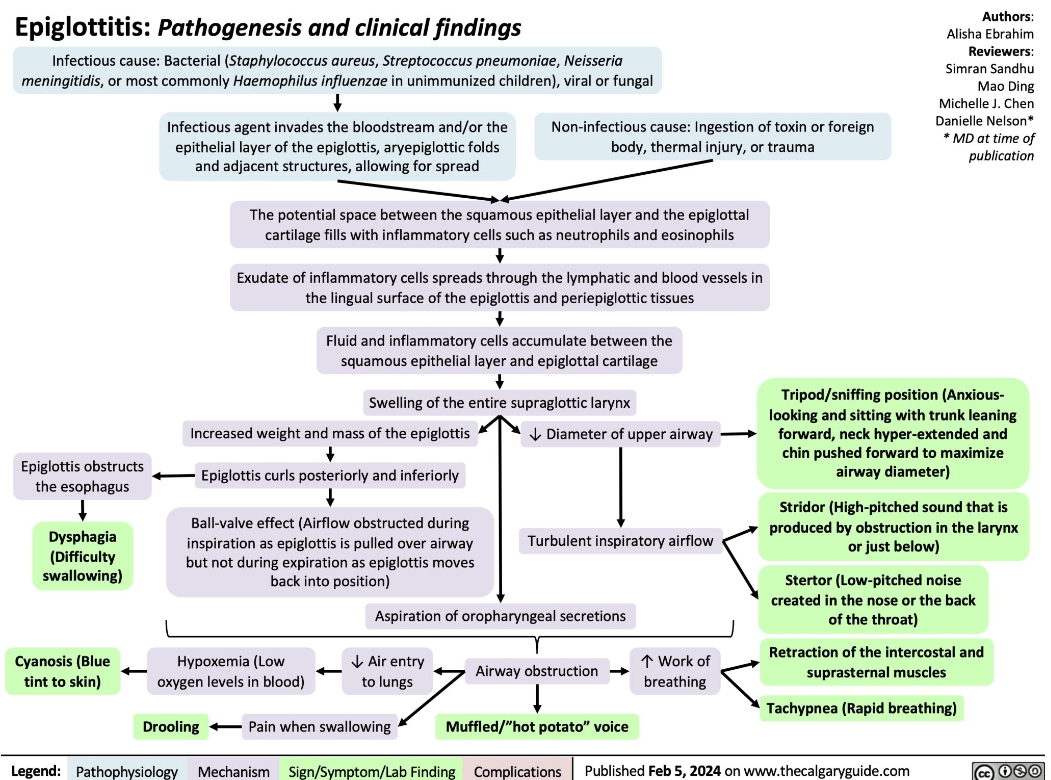 Epiglottitis: Pathogenesis and clinical findings
Authors:
Alisha Ebrahim
Reviewers:
Simran Sandhu
Mao Ding
Michelle J. Chen
Danielle Nelson*
* MD at time of
publication
Infectious cause: Bacterial (Staphylococcus aureus, Streptococcus pneumoniae, Neisseria
meningitidis, or most commonly Haemophilus influenzae in unimmunized children), viral or fungal
Infectious agent invades the bloodstream and/or the
epithelial layer of the epiglottis, aryepiglottic folds
and adjacent structures, allowing for spread
Non-infectious cause: Ingestion of toxin or foreign
body, thermal injury, or trauma
The potential space between the squamous epithelial layer and the epiglottal
cartilage fills with inflammatory cells such as neutrophils and eosinophils
Exudate of inflammatory cells spreads through the lymphatic and blood vessels in
the lingual surface of the epiglottis and periepiglottic tissues
Fluid and inflammatory cells accumulate between the
squamous epithelial layer and epiglottal cartilage
Swelling of the entire supraglottic larynx
Increased weight and mass of the epiglottis
↓ Diameter of upper airway
Tripod/sniffing position (Anxious-
looking and sitting with trunk leaning
forward, neck hyper-extended and
chin pushed forward to maximize
airway diameter)
Epiglottis obstructs
the esophagus
Epiglottis curls posteriorly and inferiorly
Dysphagia
(Difficulty
swallowing)
Ball-valve effect (Airflow obstructed during
inspiration as epiglottis is pulled over airway
but not during expiration as epiglottis moves
back into position)
Turbulent inspiratory airflow
Stridor (High-pitched sound that is
produced by obstruction in the larynx
or just below)
Stertor (Low-pitched noise
created in the nose or the back
of the throat)
Aspiration of oropharyngeal secretions
Cyanosis (Blue
tint to skin)
Hypoxemia (Low
oxygen levels in blood)
↓ Air entry
to lungs
Airway obstruction
↑ Work of
breathing
Retraction of the intercostal and
suprasternal muscles
Tachypnea (Rapid breathing)
Drooling
Pain when swallowing
Muffled/”hot potato” voice
Legend: Pathophysiology Mechanism Sign/Symptom/Lab Finding Complications Published Feb 5, 2024 on www.thecalgaryguide.com